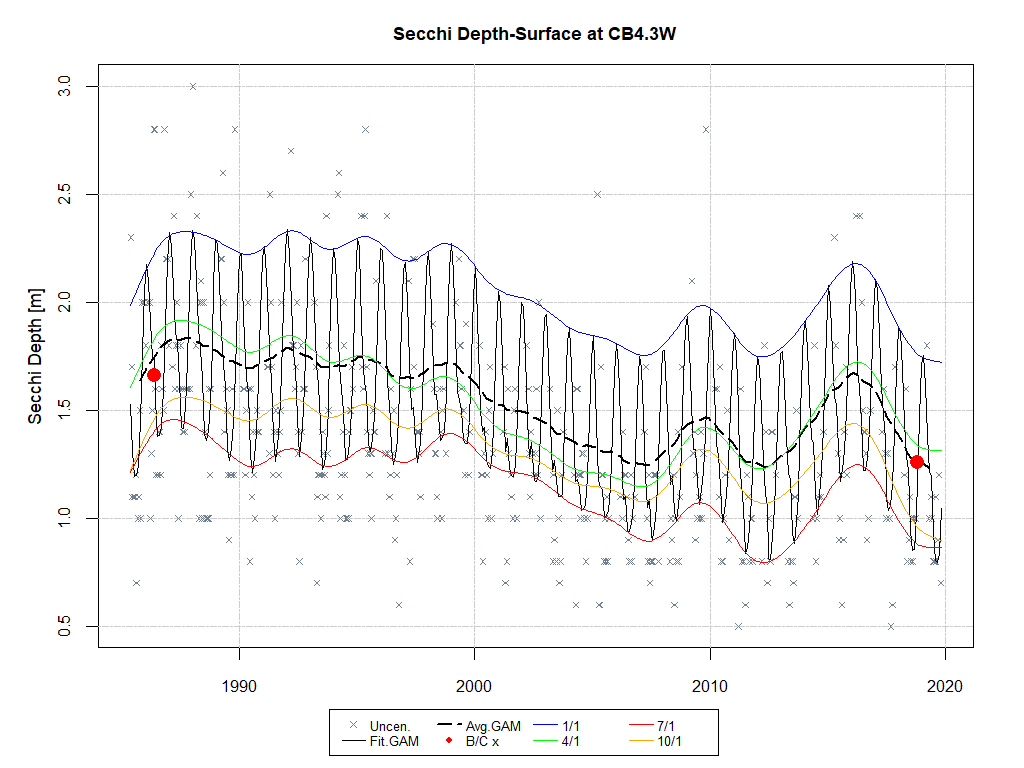 Secchi Depth-Surface at CB4.3W
Secchi Depth [m]
3.0
2.5
2.0
1.5
1.0
0.5
1990 2000 2010 2020
Uncen. Avg.GAM 1/1 7/1
Fit.GAM B/C x 4/1 10/1